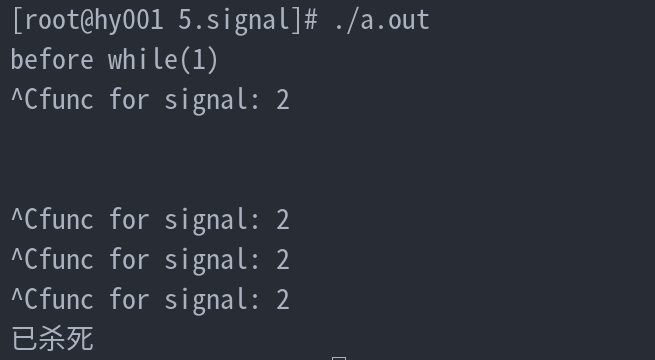 [root@hy001 5.signal]# ./a.out
before while(1)
^Cfunc for signal: 2
^Cfunc for signal: 2
^Cfunc for signal: 2
^Cfunc for signal: 2
已杀死